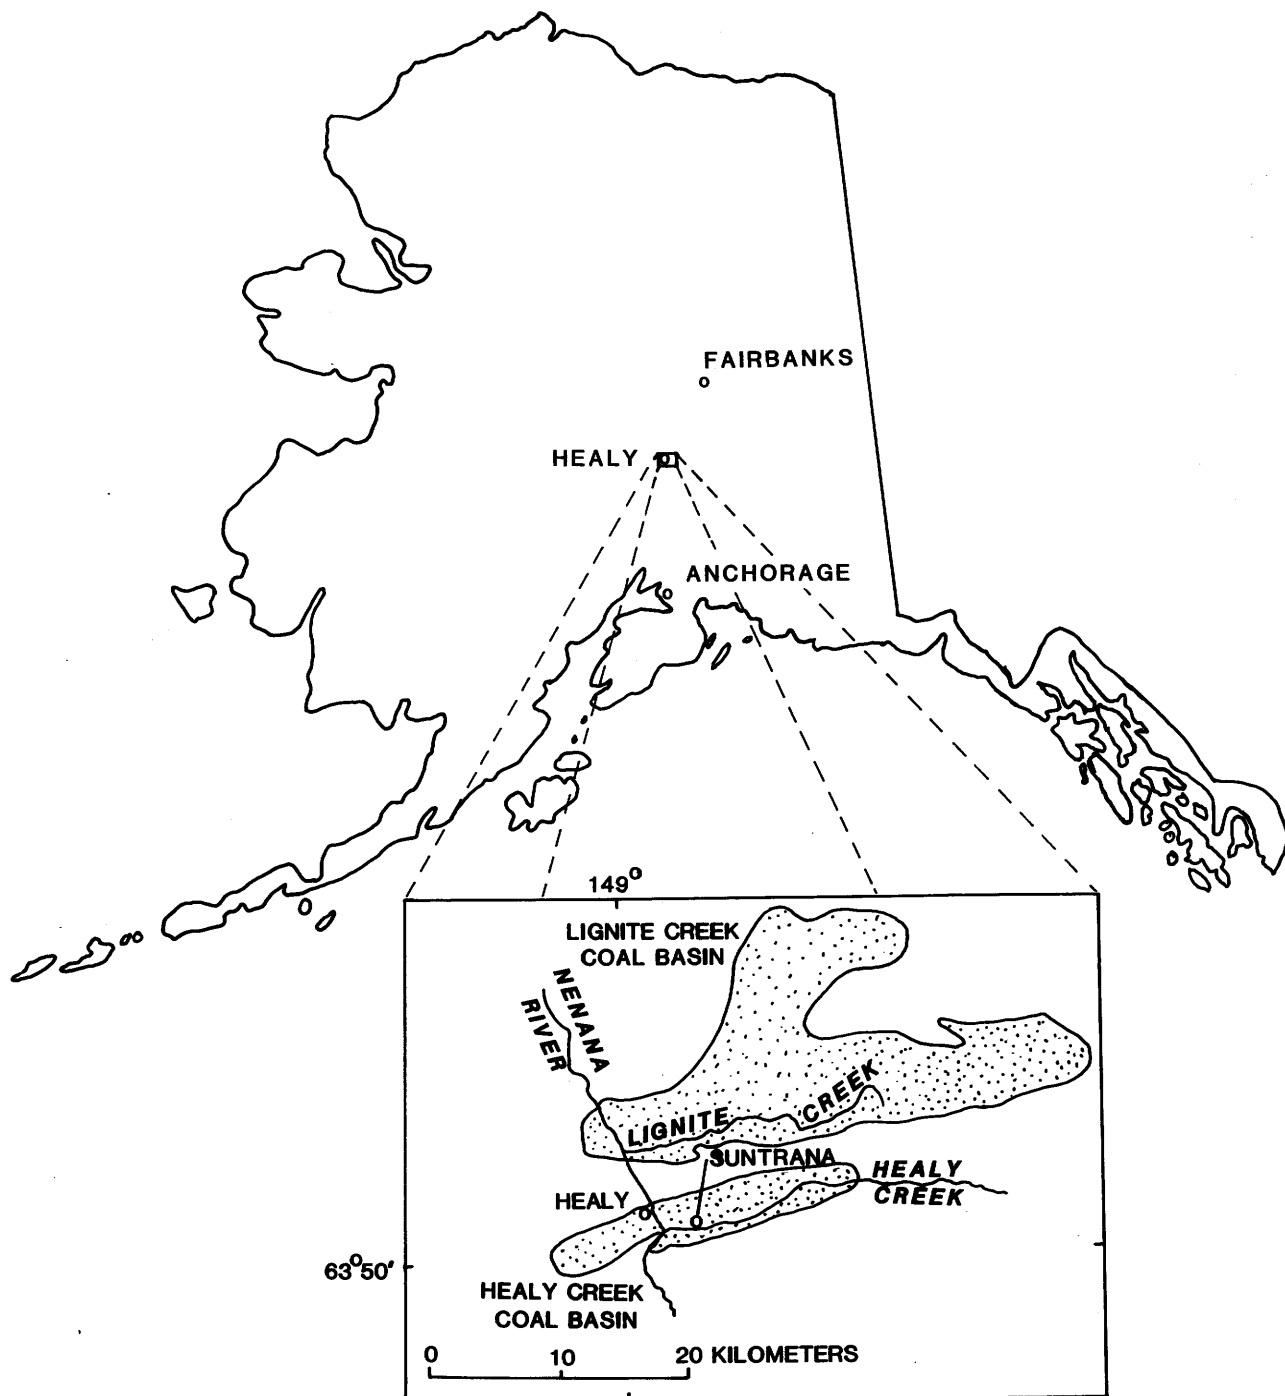 FAIRBANKS
HEALY
ANCHORAGE
149°
LIGNITE CREEK
COAL BASIN
NENANA
RIVER
LIGNITE CREEK
SUNTRANA
HEALY
CREEK
HEALY
63°50'
HEALY CREEK
COAL BASIN
0 10 20 KILOMETERS